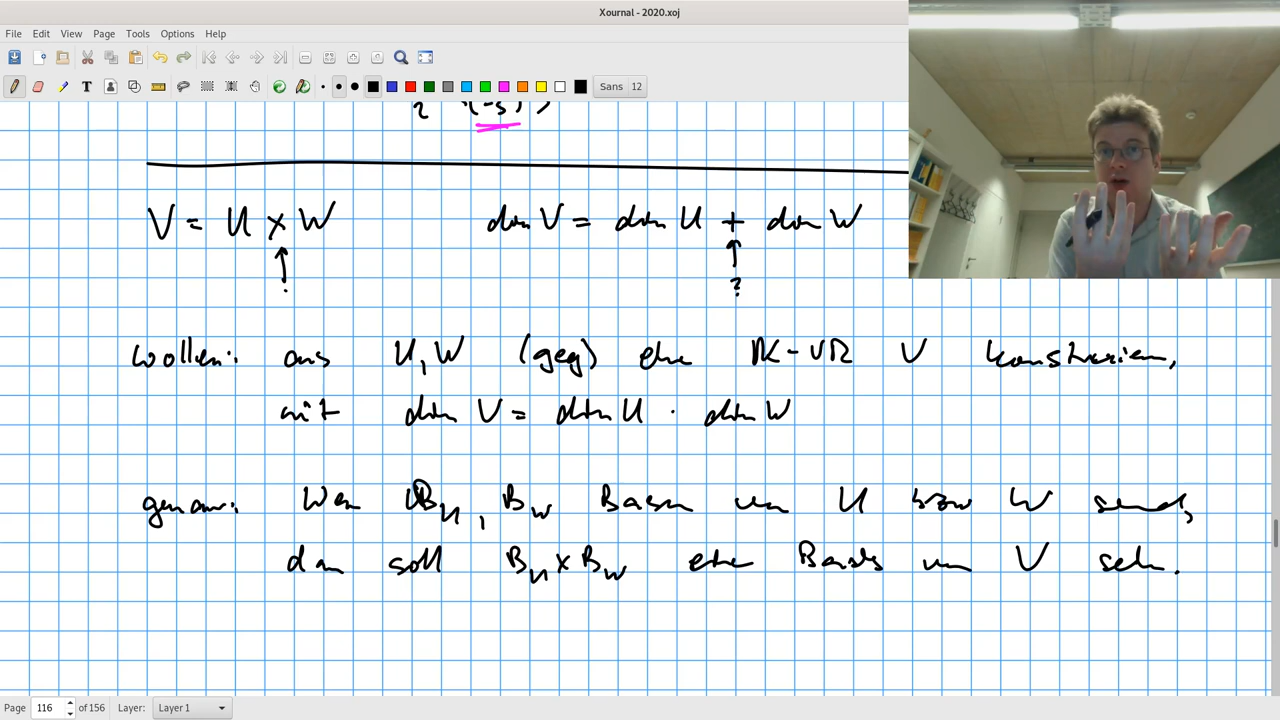 Xournal - 2020.xoj
File Edit View Page Tools Options Help
Sans 12
V = U × W dim V = dim U + dim W
? ?
wollen: aus U, W (geg) eine K-VR V konstruieren,
mit dim V = dim U · dim W
genauer: Wenn B_U, B_W Basen von U bzw W sind,
dann soll B_U × B_W eine Basis von V sein.
Page 116 of 156 Layer: Layer 1